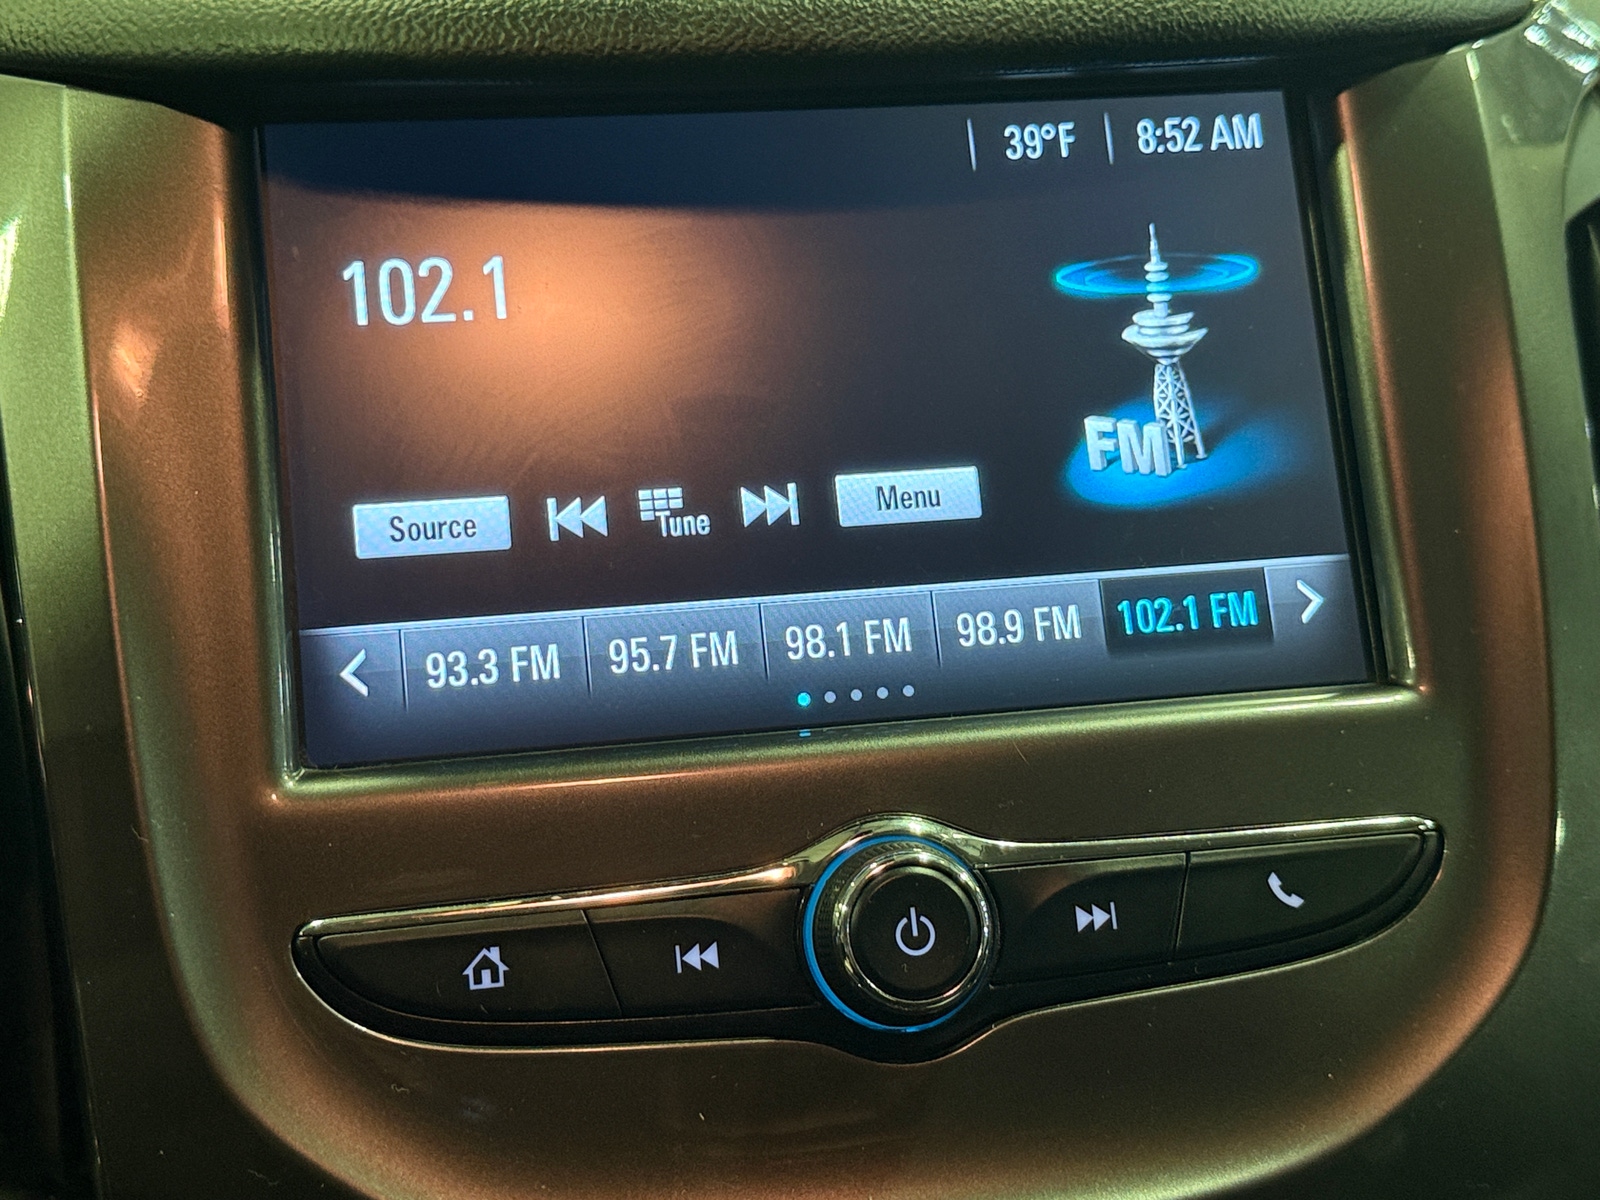 39°F 8:52 AM
102.1
FM
Source Tune Menu
93.3 FM 95.7 FM 98.1 FM 98.9 FM 102.1 FM